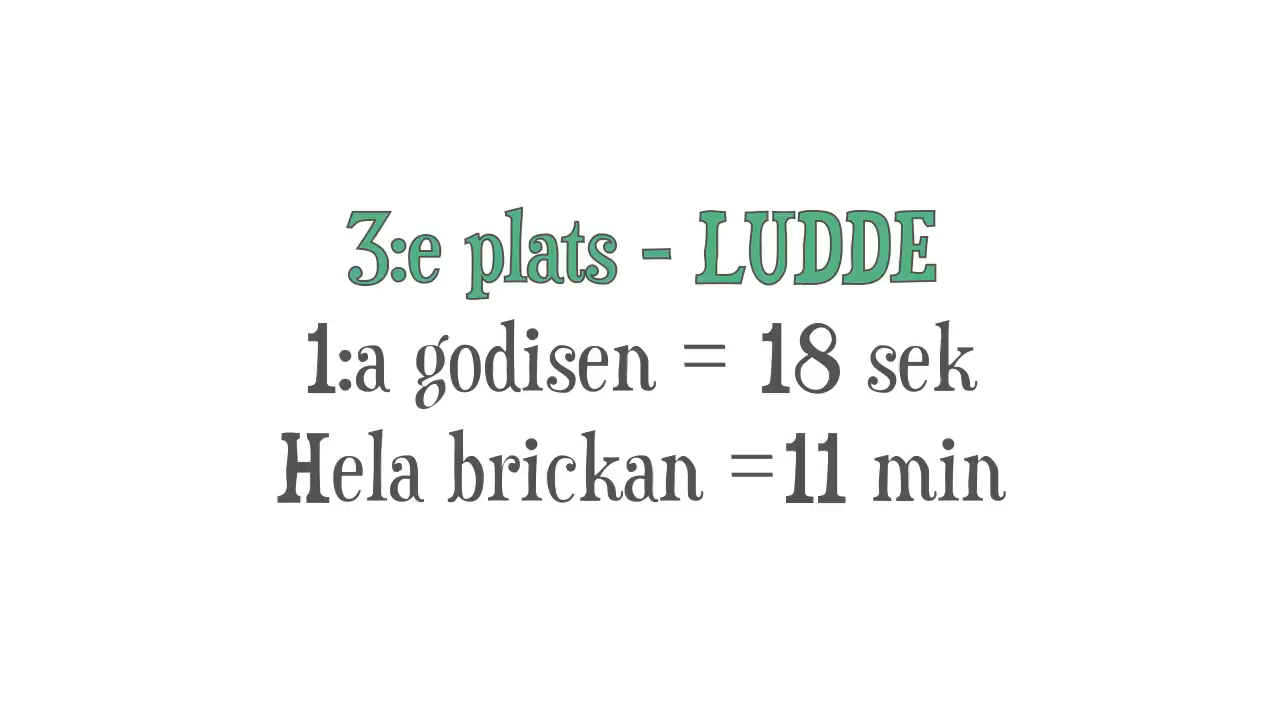 3:e plats - LUDDE
1:a godisen = 18 sek
Hela brickan =11 min